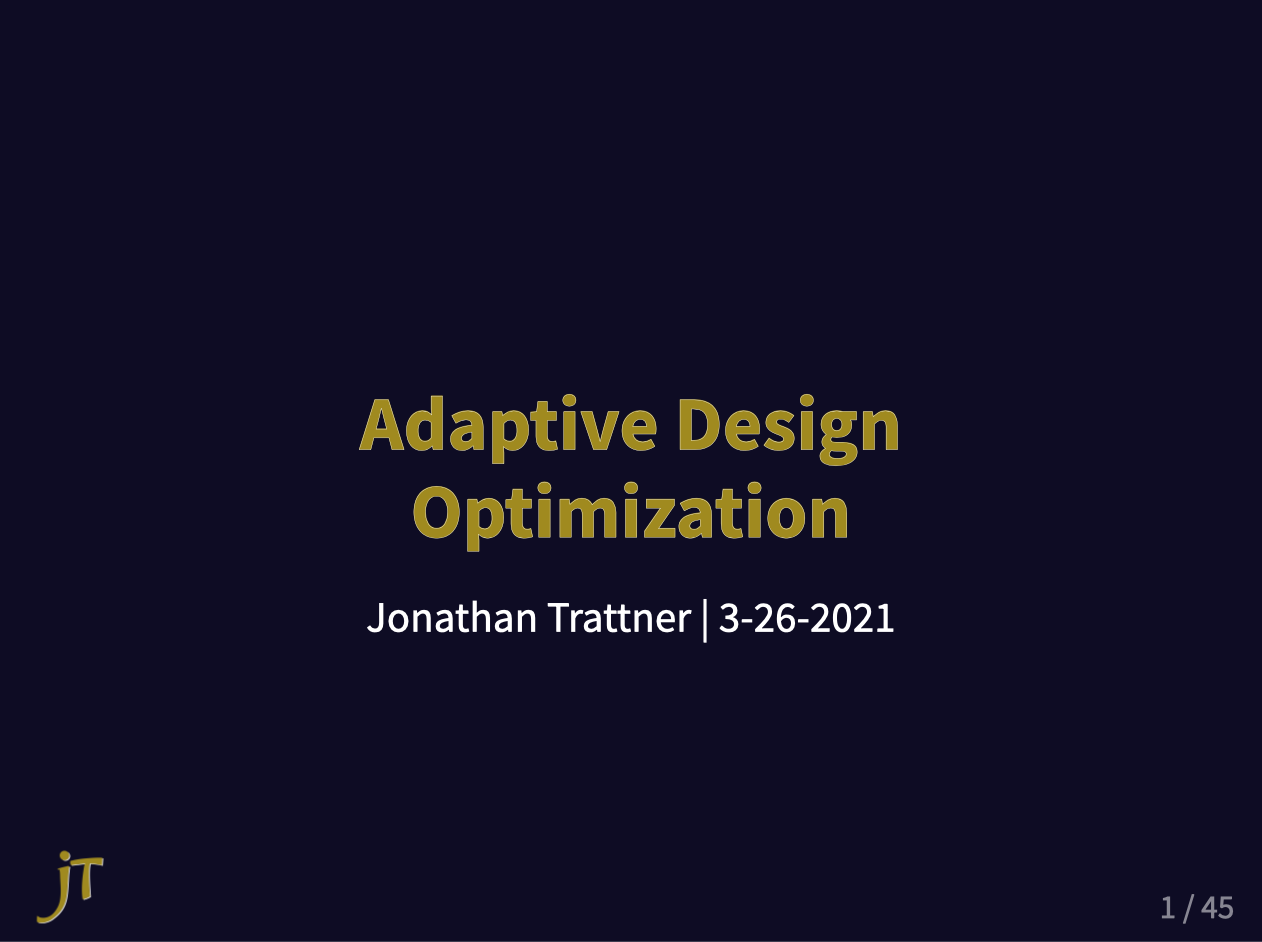 Adaptive Design
Optimization
Jonathan Trattner | 3-26-2021
jT
1 / 45